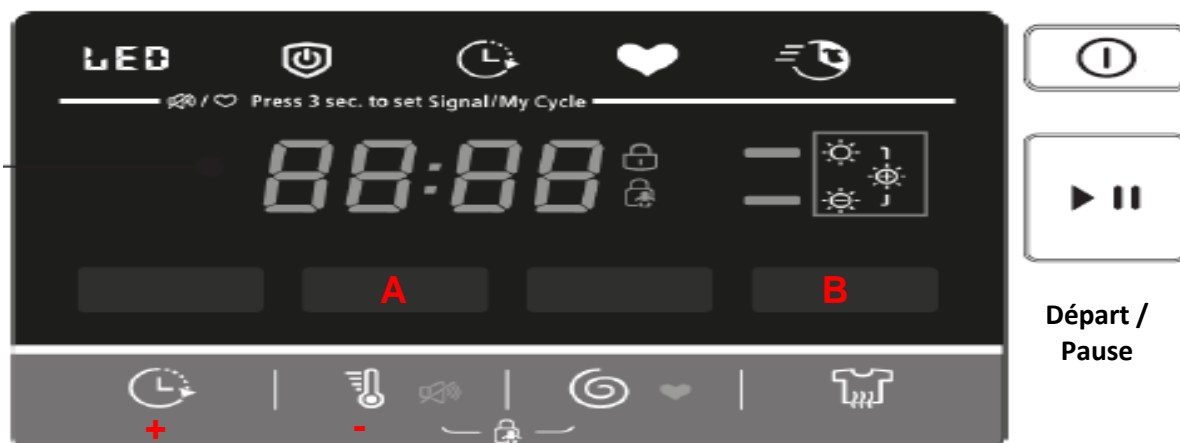 LED
Press 3 sec. to set Signal/My Cycle
88:88
A
B
+
-
Départ /
Pause